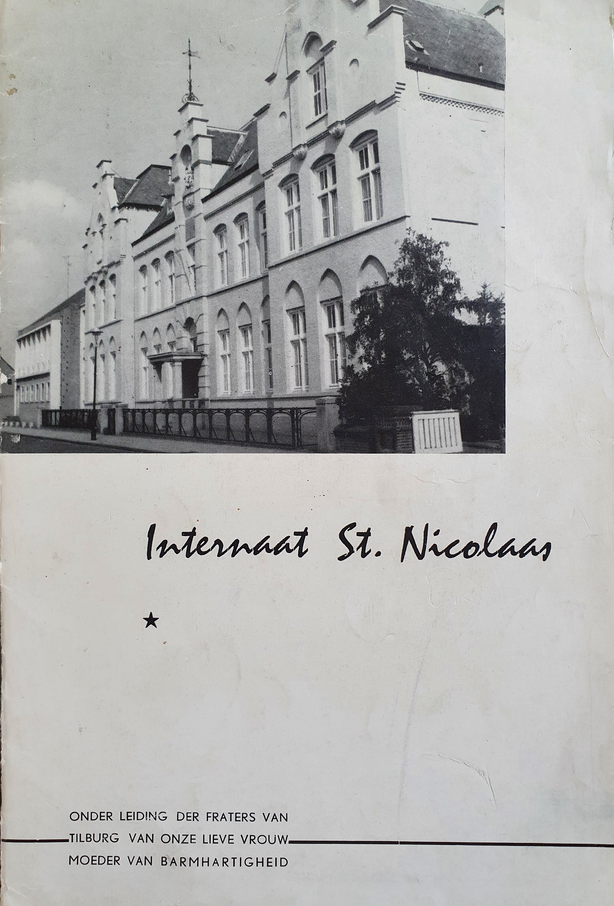 Internaat St. Nicolaas
ONDER LEIDING DER FRATERS VAN
TILBURG VAN ONZE LIEVE VROUW
MOEDER VAN BARMHARTIGHEID